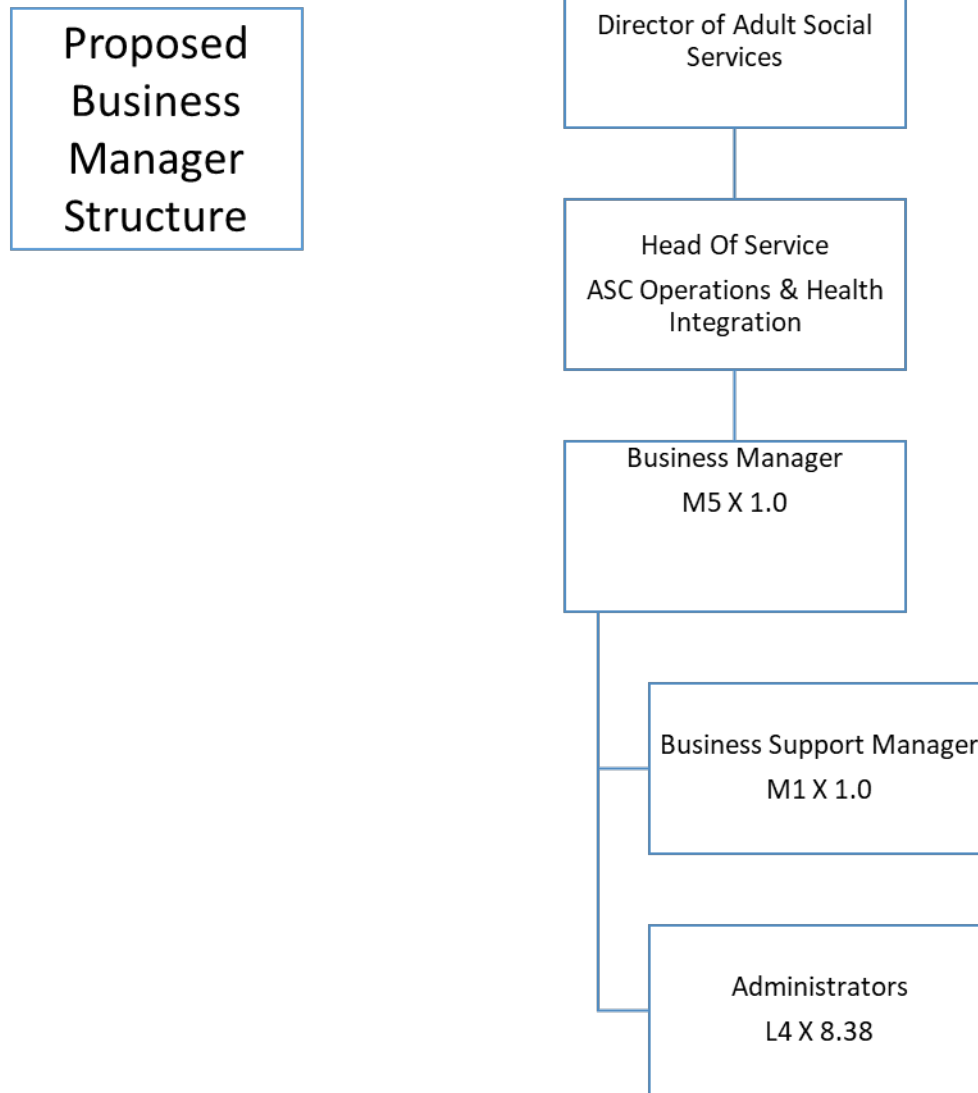 Proposed
Business
Manager
Structure
Director of Adult Social
Services
Head Of Service
ASC Operations & Health
Integration
Business Manager
M5 X 1.0
Business Support Manager
M1 X 1.0
Administrators
L4 X 8.38